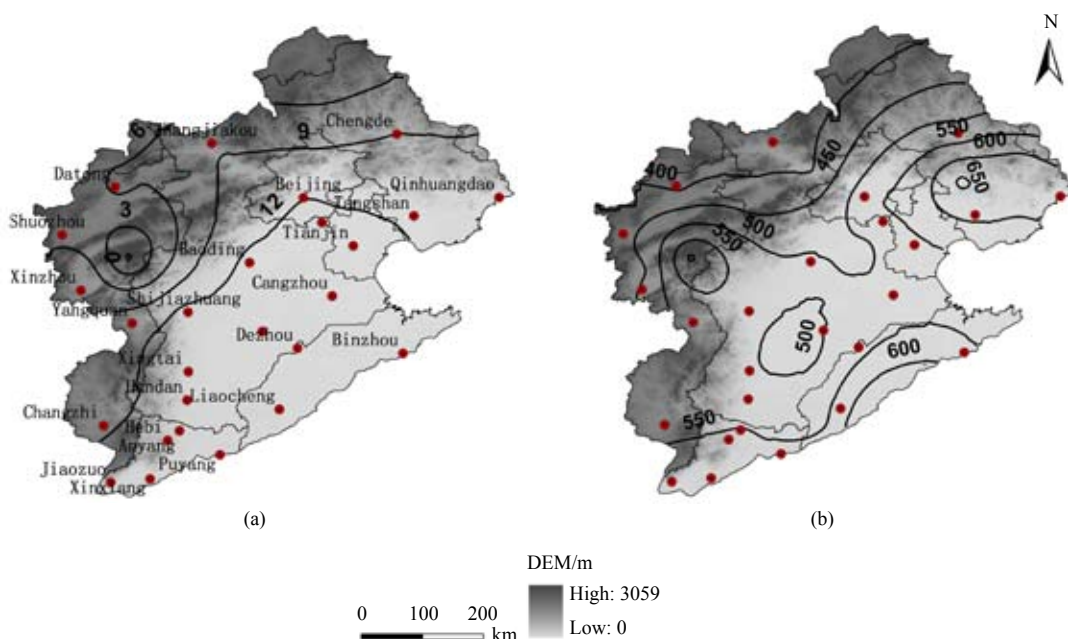 N
6
Zhangjiakou
9
Chengde
Datong
3
Beijing
Qinhuangdao
12
Tangshan
Shuozhou
Tianjin
0
Baoding
Xinzhou
Cangzhou
Shijiazhuang
Yangquan
Dezhou
Binzhou
Xingtai
Handan
Liaocheng
Changzhi
Hebi
Anyang
Puyang
Jiaozuo
Xinxiang
(a)
450
550
600
400
650
500
550
500
600
550
(b)
DEM/m
High: 3059
Low: 0
0 100 200
km